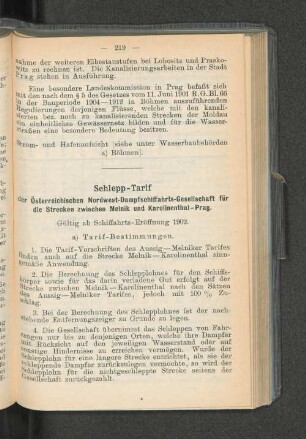 — 219 —
nahme der weiteren Elbestaustufen bei Lobositz und Praskowitz zu rechnen ist. Die Kanalisierungsarbeiten in der Stadt
Prag stehen in Ausführung.
Eine besondere Landeskommission in Prag befaßt sich
mit den nach dem § 5 des Gesetzes vom 11. Juni 1901 R.G.Bl. 66
in der Bauperiode 1904—1912 in Böhmen auszuführenden
Regulierungen derjenigen Flüsse, welche mit den kanalisierten bezw. noch zu kanalisierenden Strecken der Moldau
ein einheitliches Gewässernetz bilden und für die Wasserstraßen eine besondere Bedeutung besitzen.
Strom- und Hafenaufsicht (siehe unter Wasserbaubehörden
a) Böhmen).
Schlepp-Tarif
der Österreichischen Nordwest-Dampfschiffahrts-Gesellschaft für
die Strecken zwischen Melnik und Karolinenthal—Prag.
Gültig ab Schiffahrts-Eröffnung 1902.
a) Tarif-Bestimmungen.
1. Die Tarif-Vorschriften des Aussig—Melniker Tarifes
finden auch auf die Strecke Melnik—Karolinenthal sinngemäße Anwendung.
2. Die Berechnung des Schlepplohnes für den Schiffskörper sowie für das darin verladene Gut erfolgt auf der
Strecke zwischen Melnik—Karolinenthal nach den Sätzen
des Aussig—Melniker Tarifes, jedoch mit 100 % Zuschlag.
3. Bei der Berechnung des Schlepplohnes ist der nachstehende Entfernungszeiger zu Grunde zu legen.
4. Die Gesellschaft übernimmt das Schleppen von Fahrzeugen nur bis zu denjenigen Orten, welche ihre Dampfer
mit Rücksicht auf den jeweiligen Wasserstand oder auf
sonstige Hindernisse zu erreichen vermögen. Wenn der
Schlepplohn für eine längere Strecke entrichtet, als sie der
schleppende Dampfer zurückzulegen vermochte, so wird der
Schlepplohn für die nichtgeschleppte Strecke seitens der
Gesellschaft zurückgezahlt.